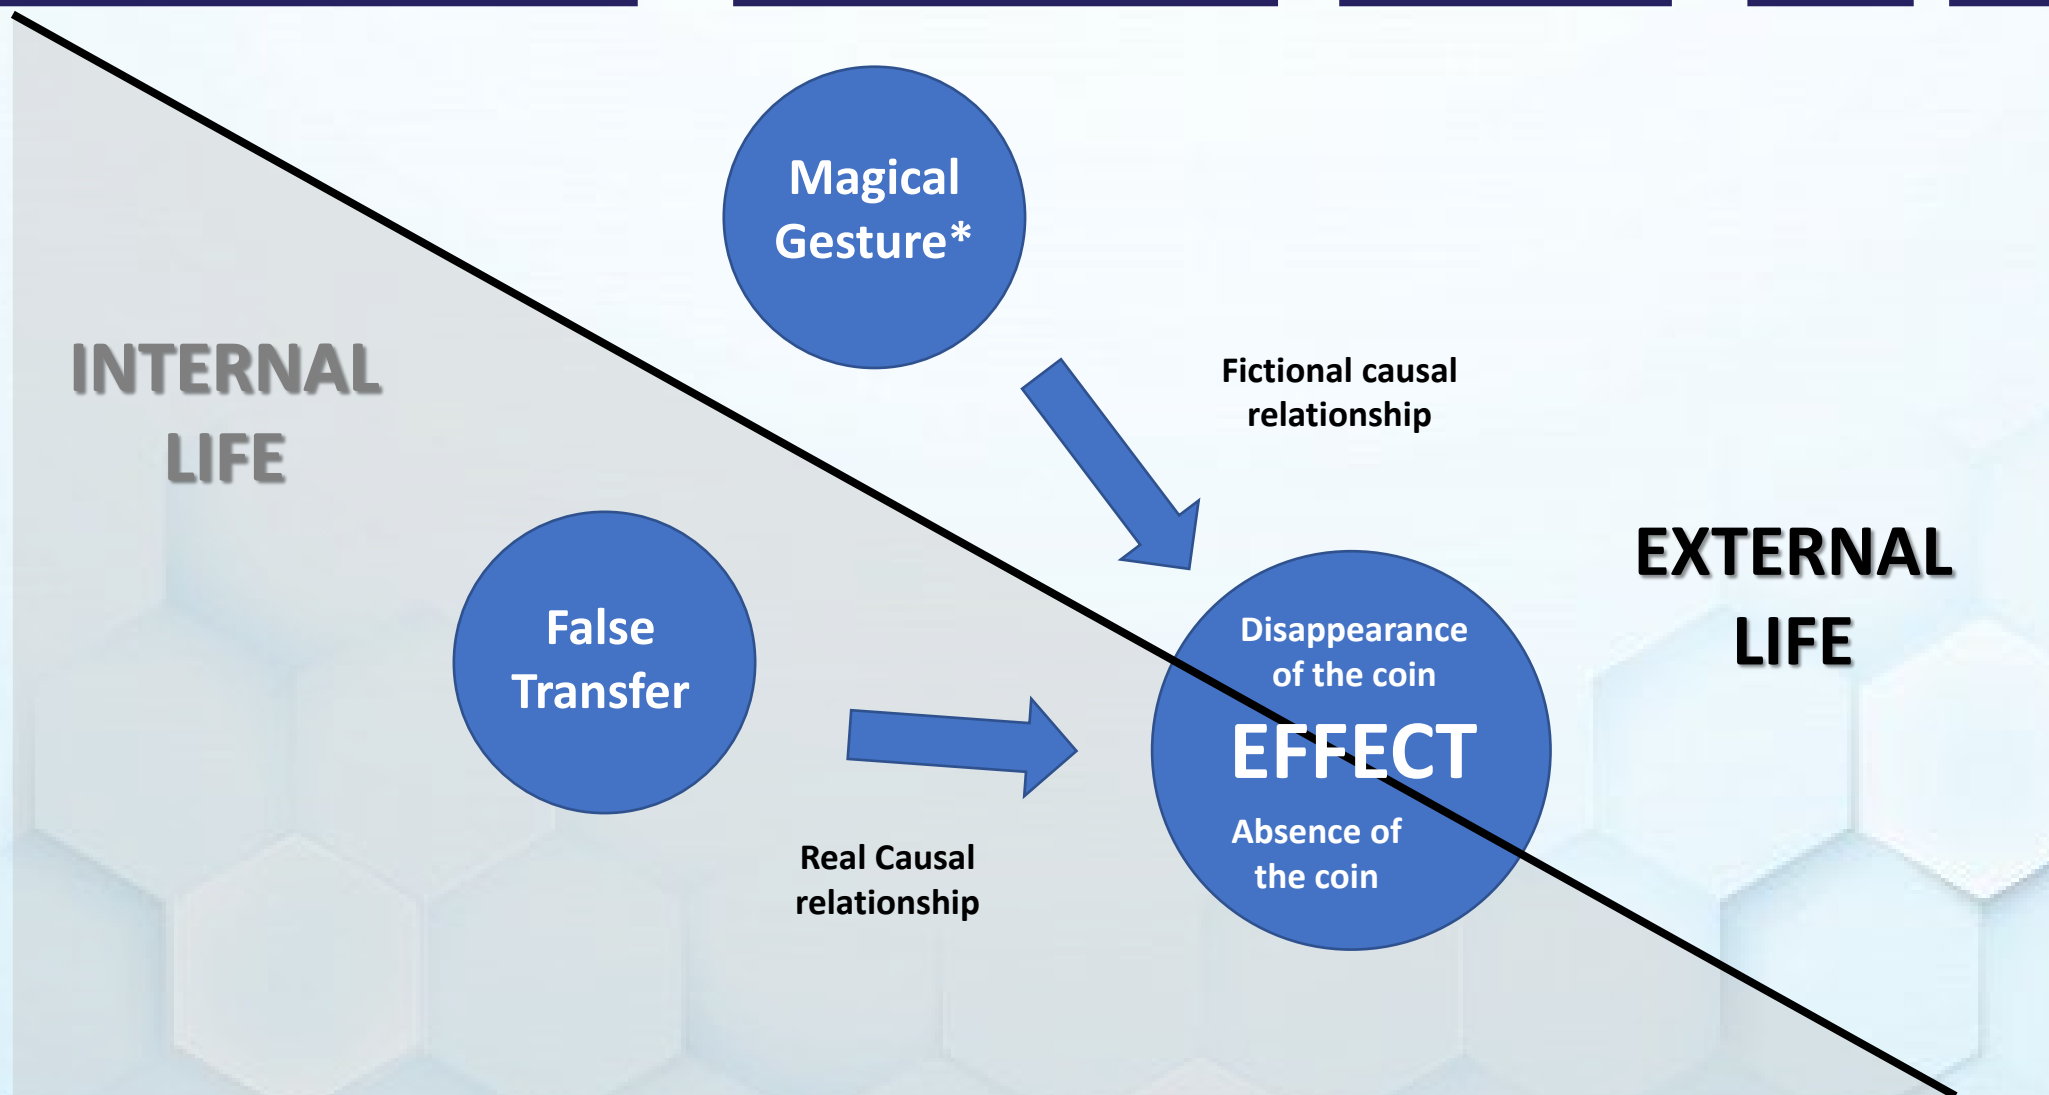 Magical
Gesture*
Fictional causal
relationship
INTERNAL
LIFE
EXTERNAL
LIFE
False
Transfer
Real Causal
relationship
Disappearance
of the coin
EFFECT
Absence of
the coin